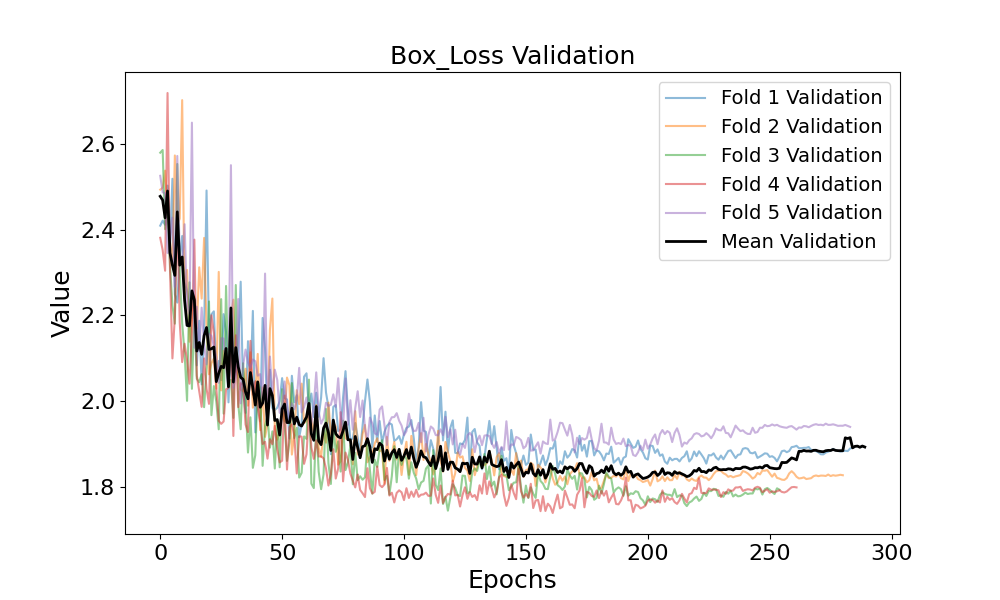 Box_Loss Validation
Value
2.6
2.4
2.2
2.0
1.8
Fold 1 Validation
Fold 2 Validation
Fold 3 Validation
Fold 4 Validation
Fold 5 Validation
Mean Validation
0 50 100 150 200 250 300
Epochs